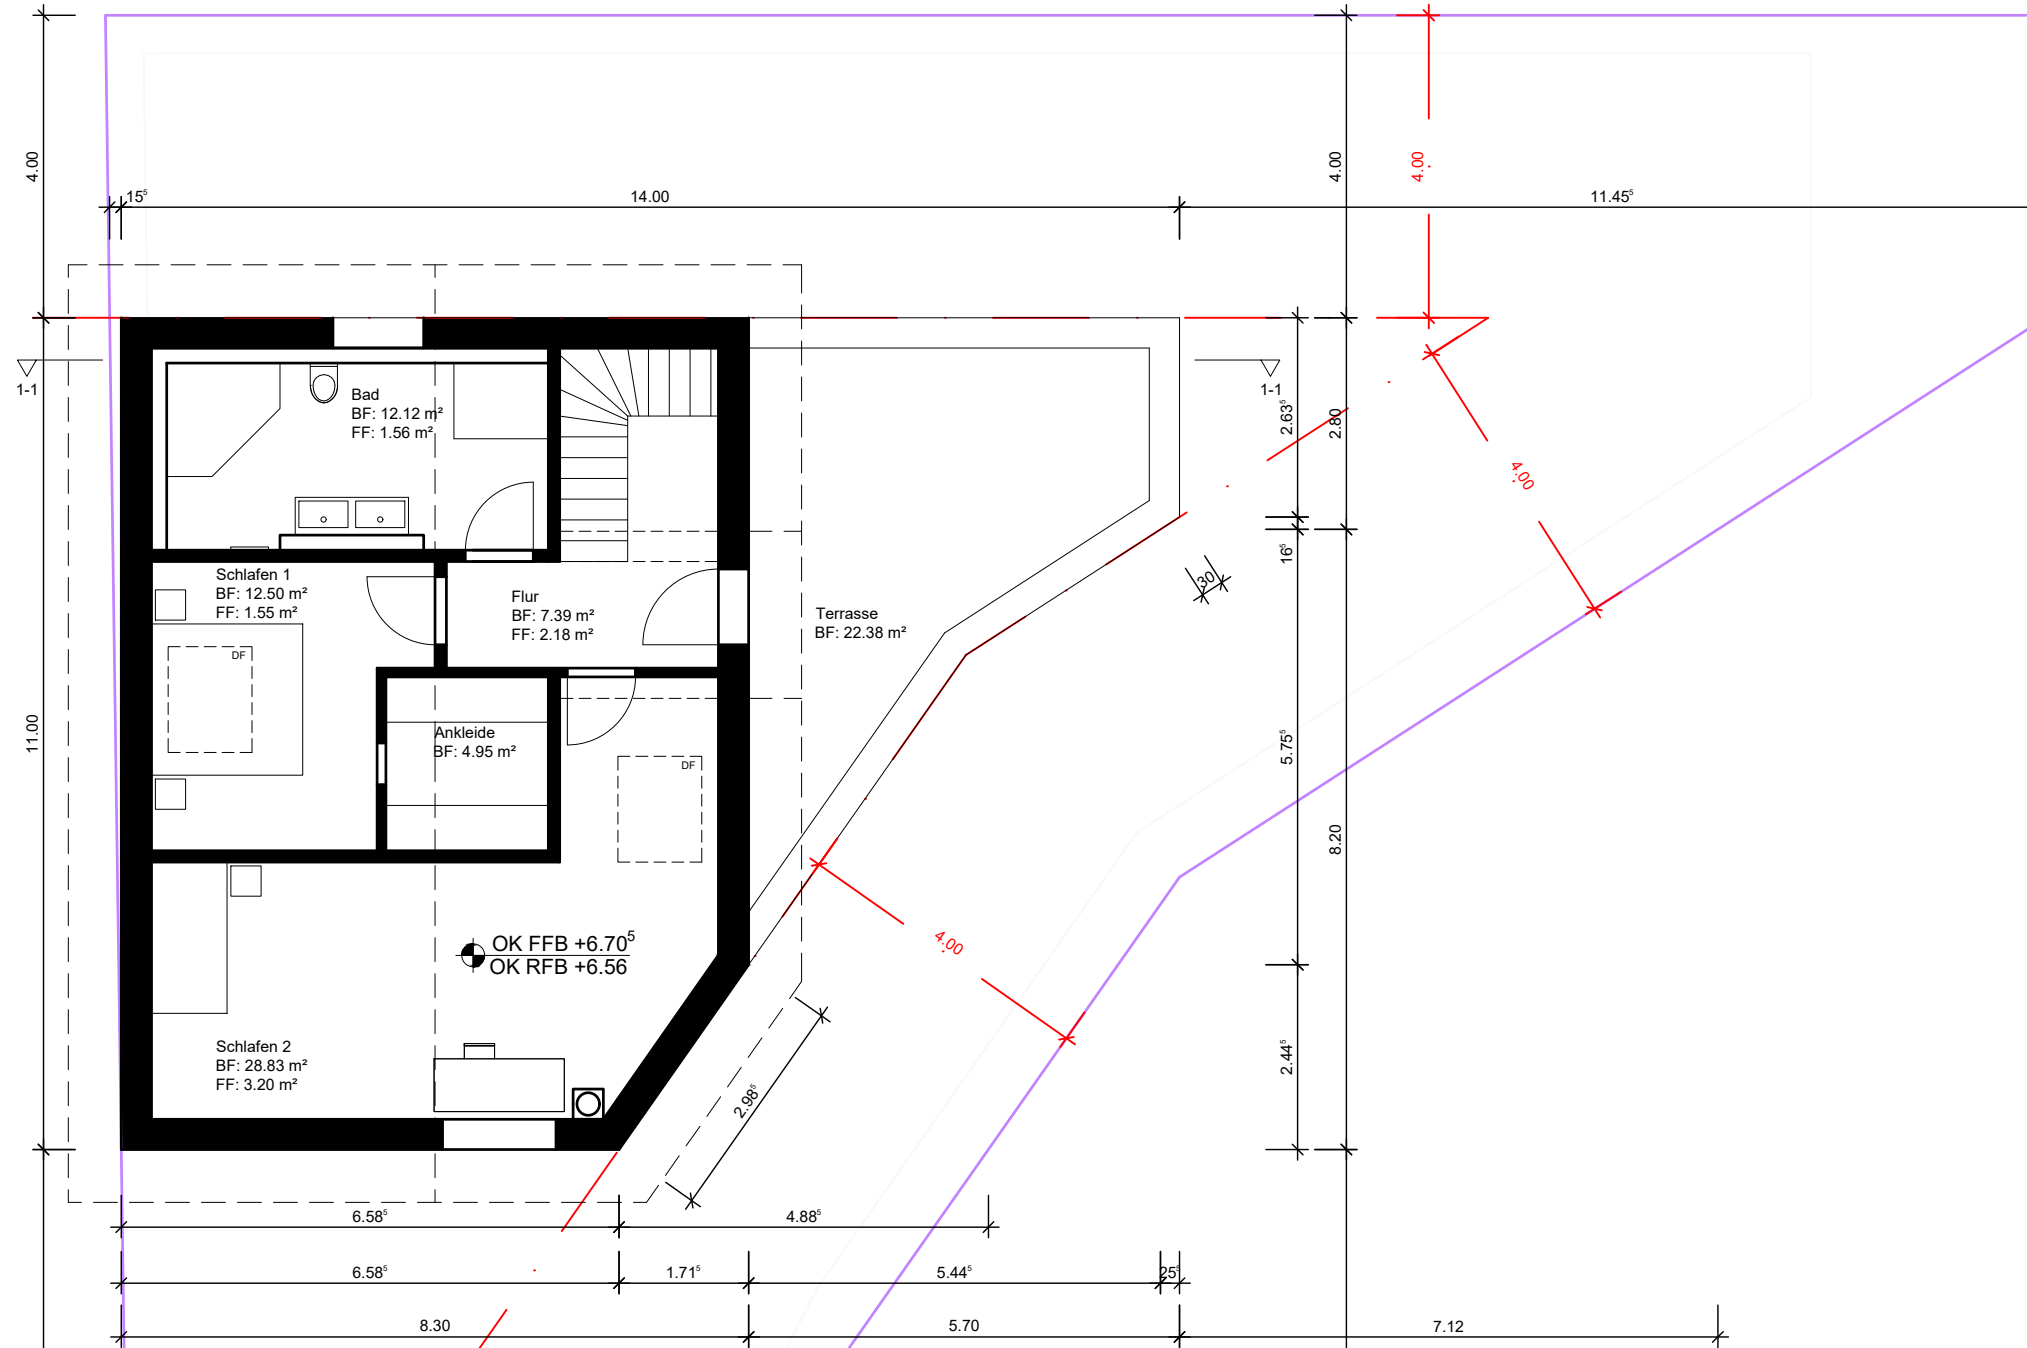 4.00
4.00
4.00
15⁵
14.00
11.45⁵
1-1
1-1
Bad
BF: 12.12 m²
FF: 1.56 m²
2.63⁵
2.80
4.00
Schlafen 1
BF: 12.50 m²
FF: 1.55 m²
DF
Flur
BF: 7.39 m²
FF: 2.18 m²
Terrasse
BF: 22.38 m²
16⁵
30
11.00
Ankleide
BF: 4.95 m²
DF
5.75⁵
8.20
OK FFB +6.70⁵
OK RFB +6.56
4.00
Schlafen 2
BF: 28.83 m²
FF: 3.20 m²
2.98⁵
2.44⁵
6.58⁵
4.88⁵
6.58⁵
1.71⁵
5.44⁵
25⁵
8.30
5.70
7.12